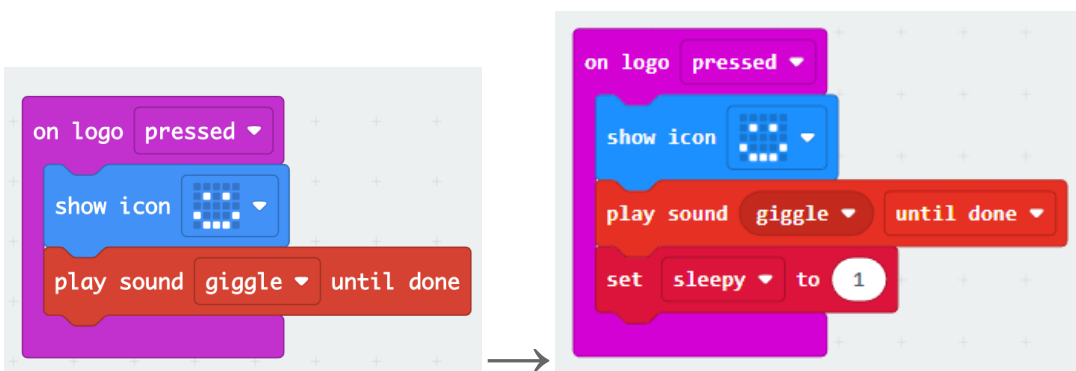 on logo pressed
show icon
play sound giggle until done
on logo pressed
show icon
play sound giggle until done
set sleepy to 1